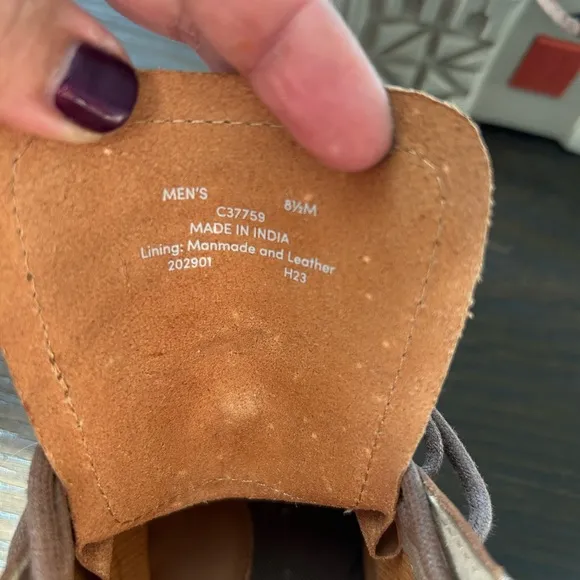 MEN'S 8½M
C37759
MADE IN INDIA
Lining: Manmade and Leather
202901 H23